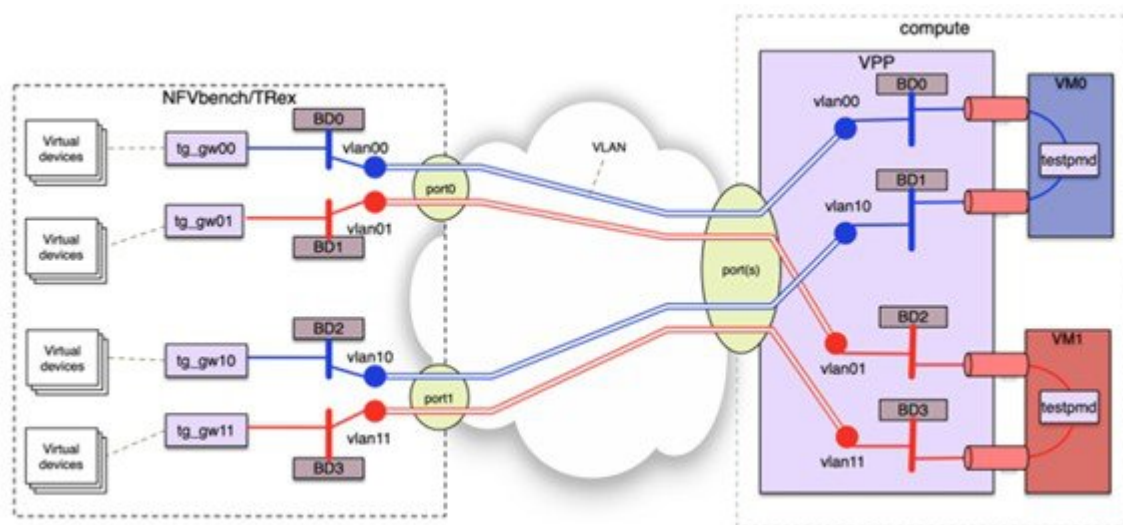 NFVbench/TRex
Virtual
devices
tg_gw00
BD0
vlan00
port0
Virtual
devices
tg_gw01
vlan01
BD1
Virtual
devices
tg_gw10
BD2
vlan10
port1
Virtual
devices
tg_gw11
vlan11
BD3
VLAN
compute
VPP
port(s)
vlan00
BD0
VM0
testpmd
BD1
vlan10
BD2
vlan01
VM1
testpmd
BD3
vlan11